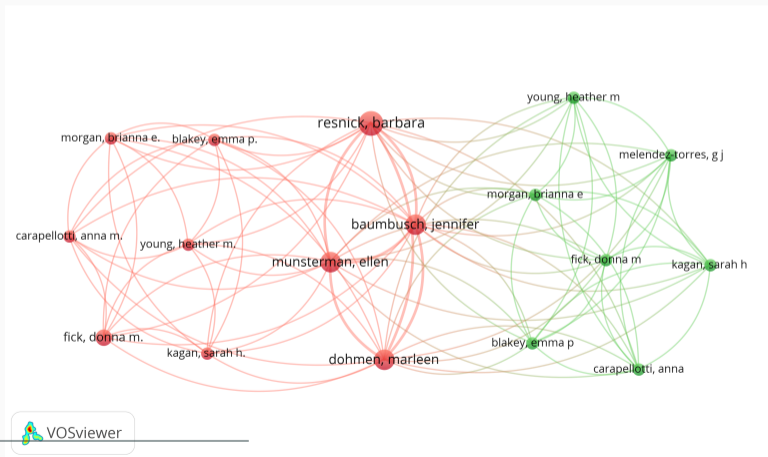 young, heather m
resnick, barbara
morgan, brianna e.
blakey, emma p.
melendez-torres, g j
morgan, brianna e
baumbusch, jennifer
carapellotti, anna m.
young, heather m.
munsterman, ellen
fick, donna m
kagan, sarah h
fick, donna m.
blakey, emma p
kagan, sarah h.
dohmen, marleen
carapellotti, anna
VOSviewer